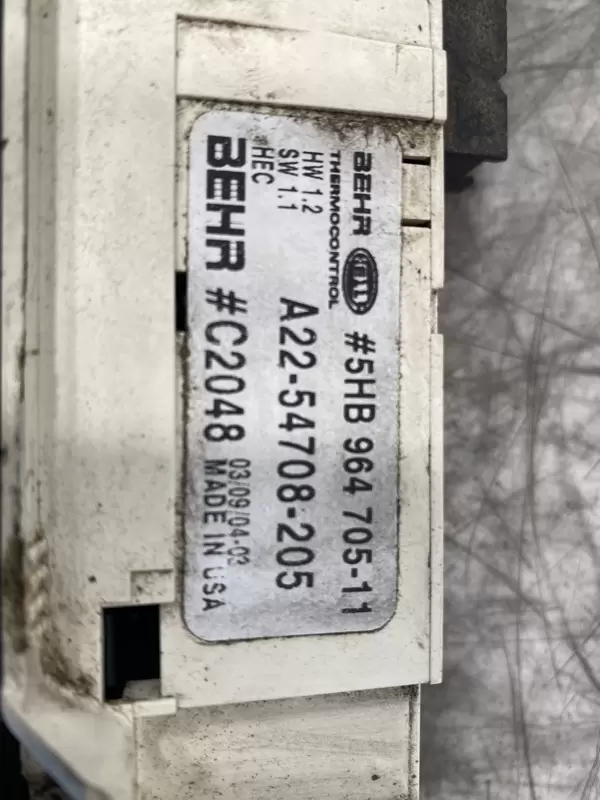 BEHR HELLA #5HB 964 705-11
THERMOCONTROL
HW 1.2 A22-54708-205
SW 1.1
HEC 03/09/04-03
BEHR #C2048 MADE IN USA